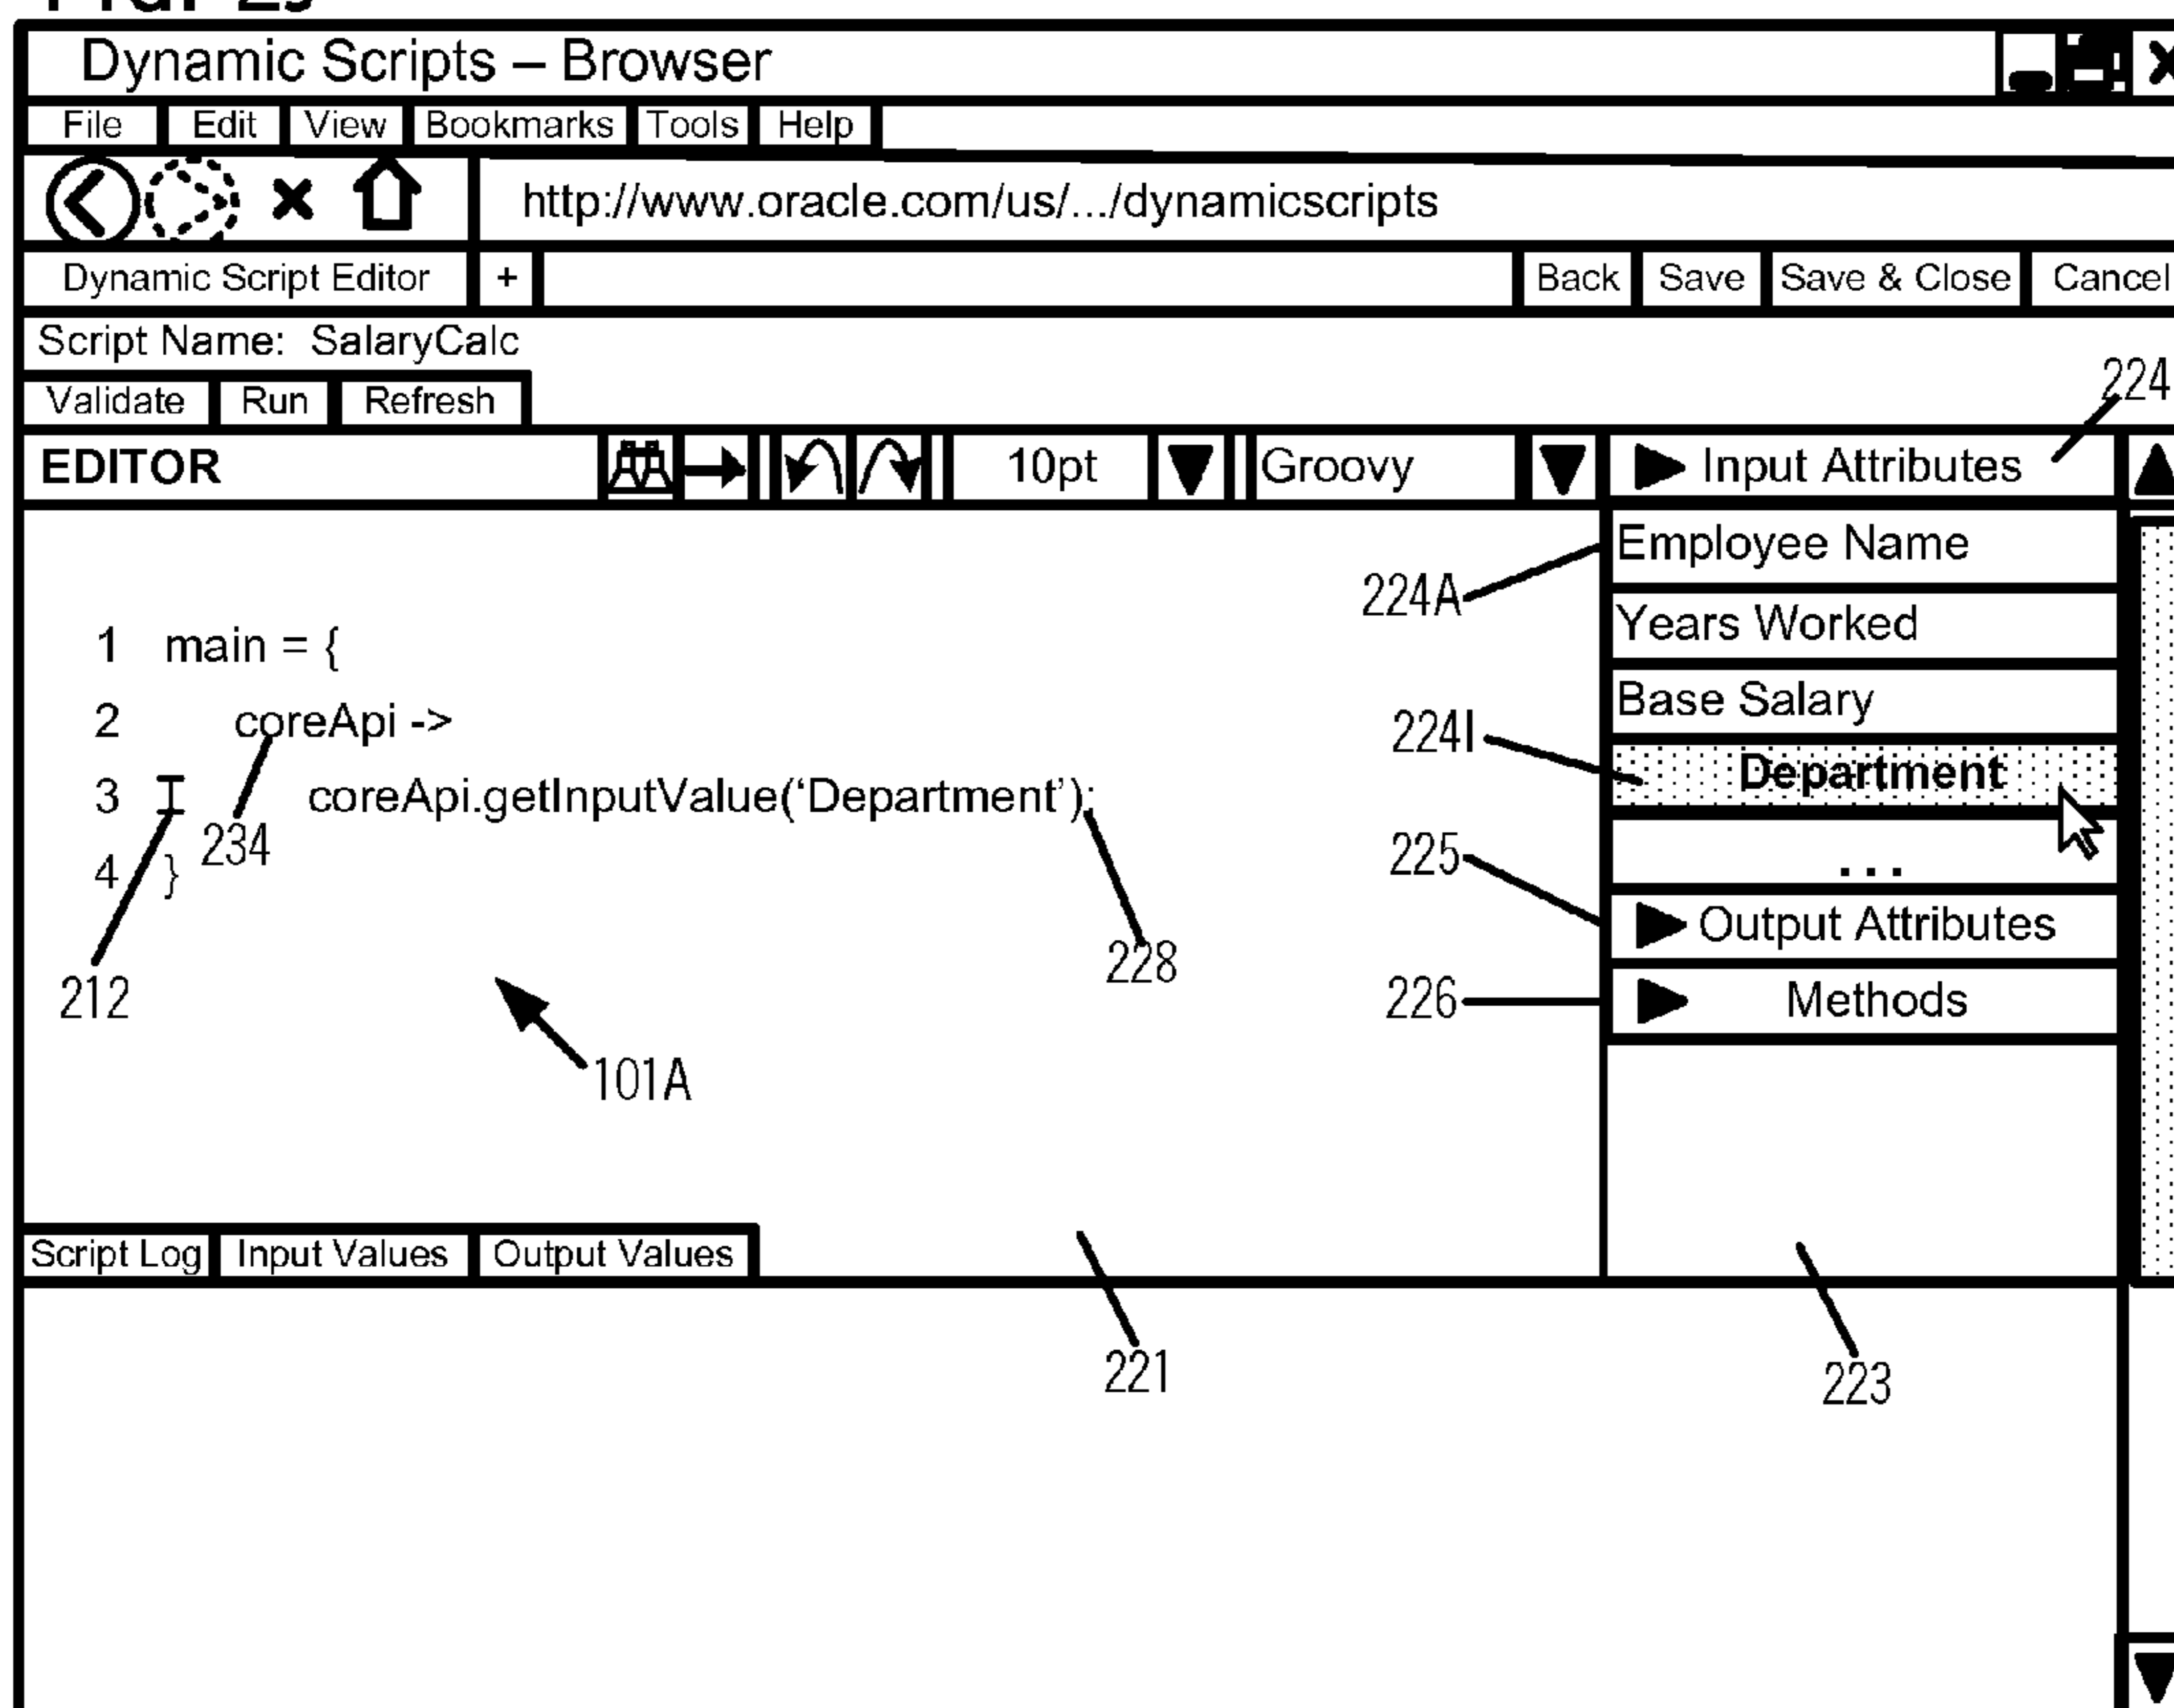 Dynamic Scripts – Browser
File Edit View Bookmarks Tools Help
http://www.oracle.com/us/.../dynamicscripts
Dynamic Script Editor + Back Save Save & Close Cancel
Script Name: SalaryCalc
224
Validate Run Refresh
EDITOR 10pt Groovy Input Attributes
Employee Name
224A
Years Worked
1 main = {
Base Salary
2 coreApi ->
224I
Department
3 coreApi.getInputValue(‘Department’);
234
225
...
4 }
Output Attributes
228
212
226
Methods
101A
Script Log Input Values Output Values
221
223